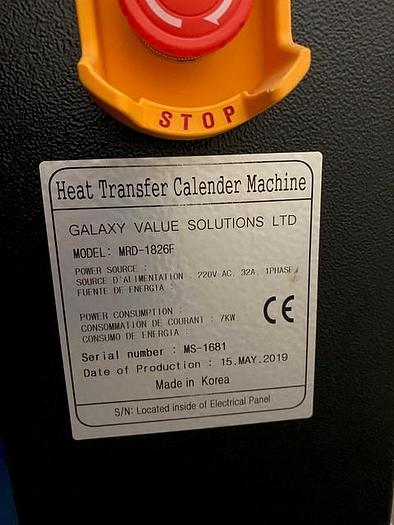 STOP
Heat Transfer Calender Machine
GALAXY VALUE SOLUTIONS LTD
MODEL: MRD-1826F
POWER SOURCE :
SOURCE D'ALIMENTATION : 220V AC, 32A, 1PHASE
FUENTE DE ENERGIA :
POWER CONSUMPTION :
CONSOMMATION DE COURANT : 7KW
CONSUMO DE ENERGIA :
CE
Serial number : MS-1681
Date of Production : 15.MAY.2019
Made in Korea
S/N: Located inside of Electrical Panel